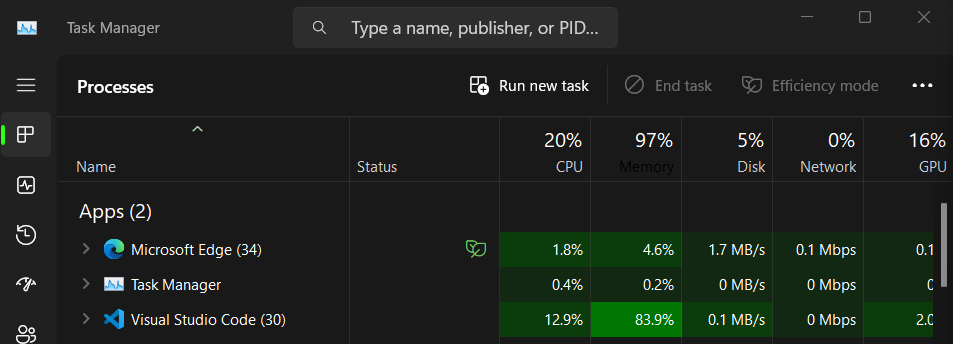 Task Manager
Type a name, publisher, or PID...
Processes
Run new task
End task
Efficiency mode
20% 97% 5% 0% 16%
Name Status CPU Memory Disk Network GPU
Apps (2)
Microsoft Edge (34) 1.8% 4.6% 1.7 MB/s 0.1 Mbps 0.1
Task Manager 0.4% 0.2% 0 MB/s 0 Mbps
Visual Studio Code (30) 12.9% 83.9% 0.1 MB/s 0 Mbps 2.0